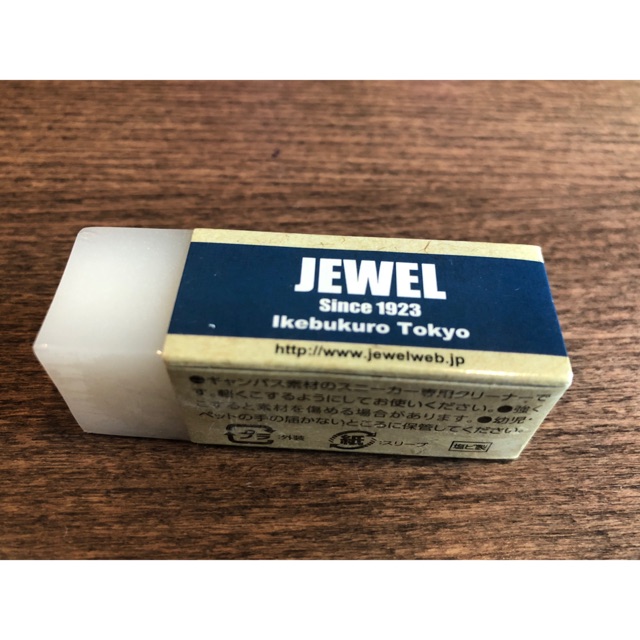 JEWEL
Since 1923
Ikebukuro Tokyo
http://www.jewelweb.jp
●キャンバス素材のスニーカー専用クリーナーで
す。軽くこするようにしてお使いください。●強く
こすると素材を傷める場合があります。●幼児・
ペットの手の届かないところに保管してください。
プラ :外装 紙 :スリーブ 塩ビ製